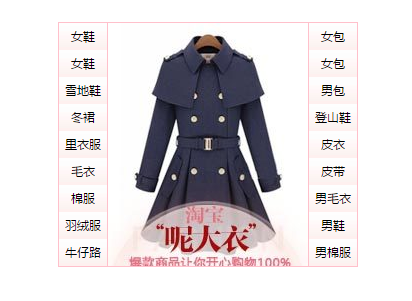 女鞋
女鞋
雪地鞋
冬裙
里衣服
毛衣
棉服
羽绒服
牛仔路
淘宝
“呢大衣”
爆款商品让你开心购物100%
女包
女包
男包
登山鞋
皮衣
皮带
男毛衣
男鞋
男棉服